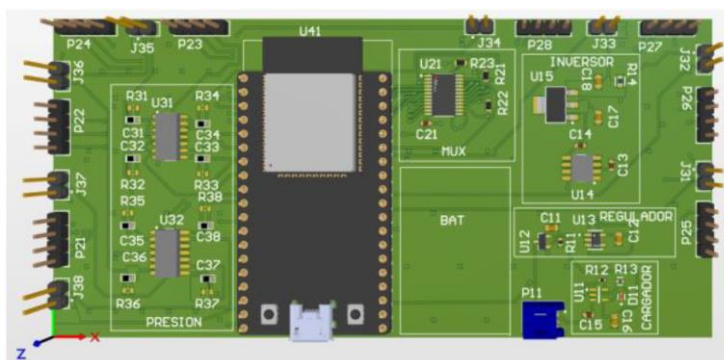 P24
J35
P23
U41
J34
P28
J33
P27
J36
P22
J37
P21
J38
R31
U31
R34
C31
C32
C34
C33
R32
R33
R35
R38
U32
C35
C36
C38
C37
R36
R37
PRESION
U21
R23
R21
R22
C21
MUX
BAT
INVERSOR
U15
C18
R14
C17
C14
C13
U14
REGULADOR
C11
U13
U12
R11
C12
P11
R12
R13
U11
D11
C15
C16
CARGADOR
J32
P26
J31
P25
X
Z